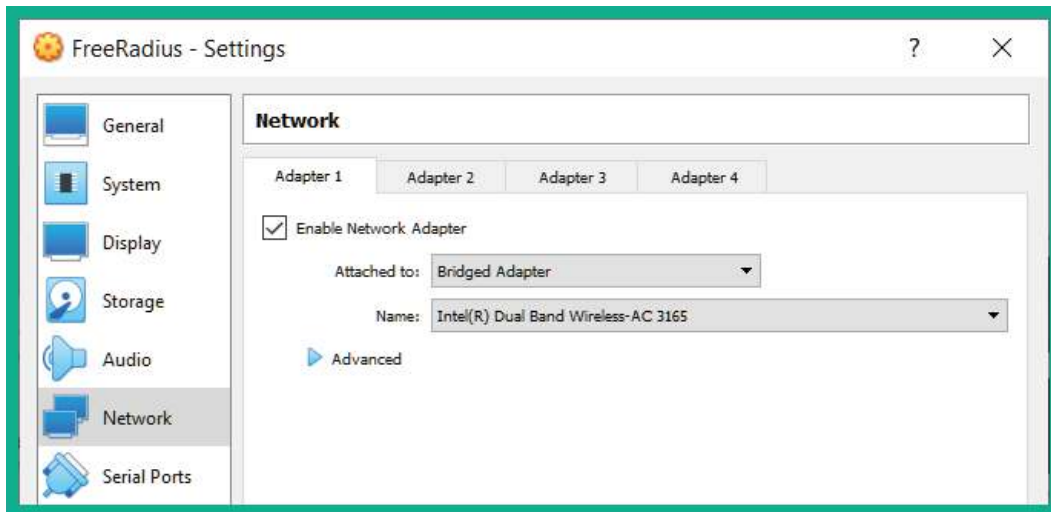 FreeRadius - Settings ? ×
General
System
Display
Storage
Audio
Network
Serial Ports
Network
Adapter 1 Adapter 2 Adapter 3 Adapter 4
Enable Network Adapter
Attached to: Bridged Adapter
Name: Intel(R) Dual Band Wireless-AC 3165
Advanced